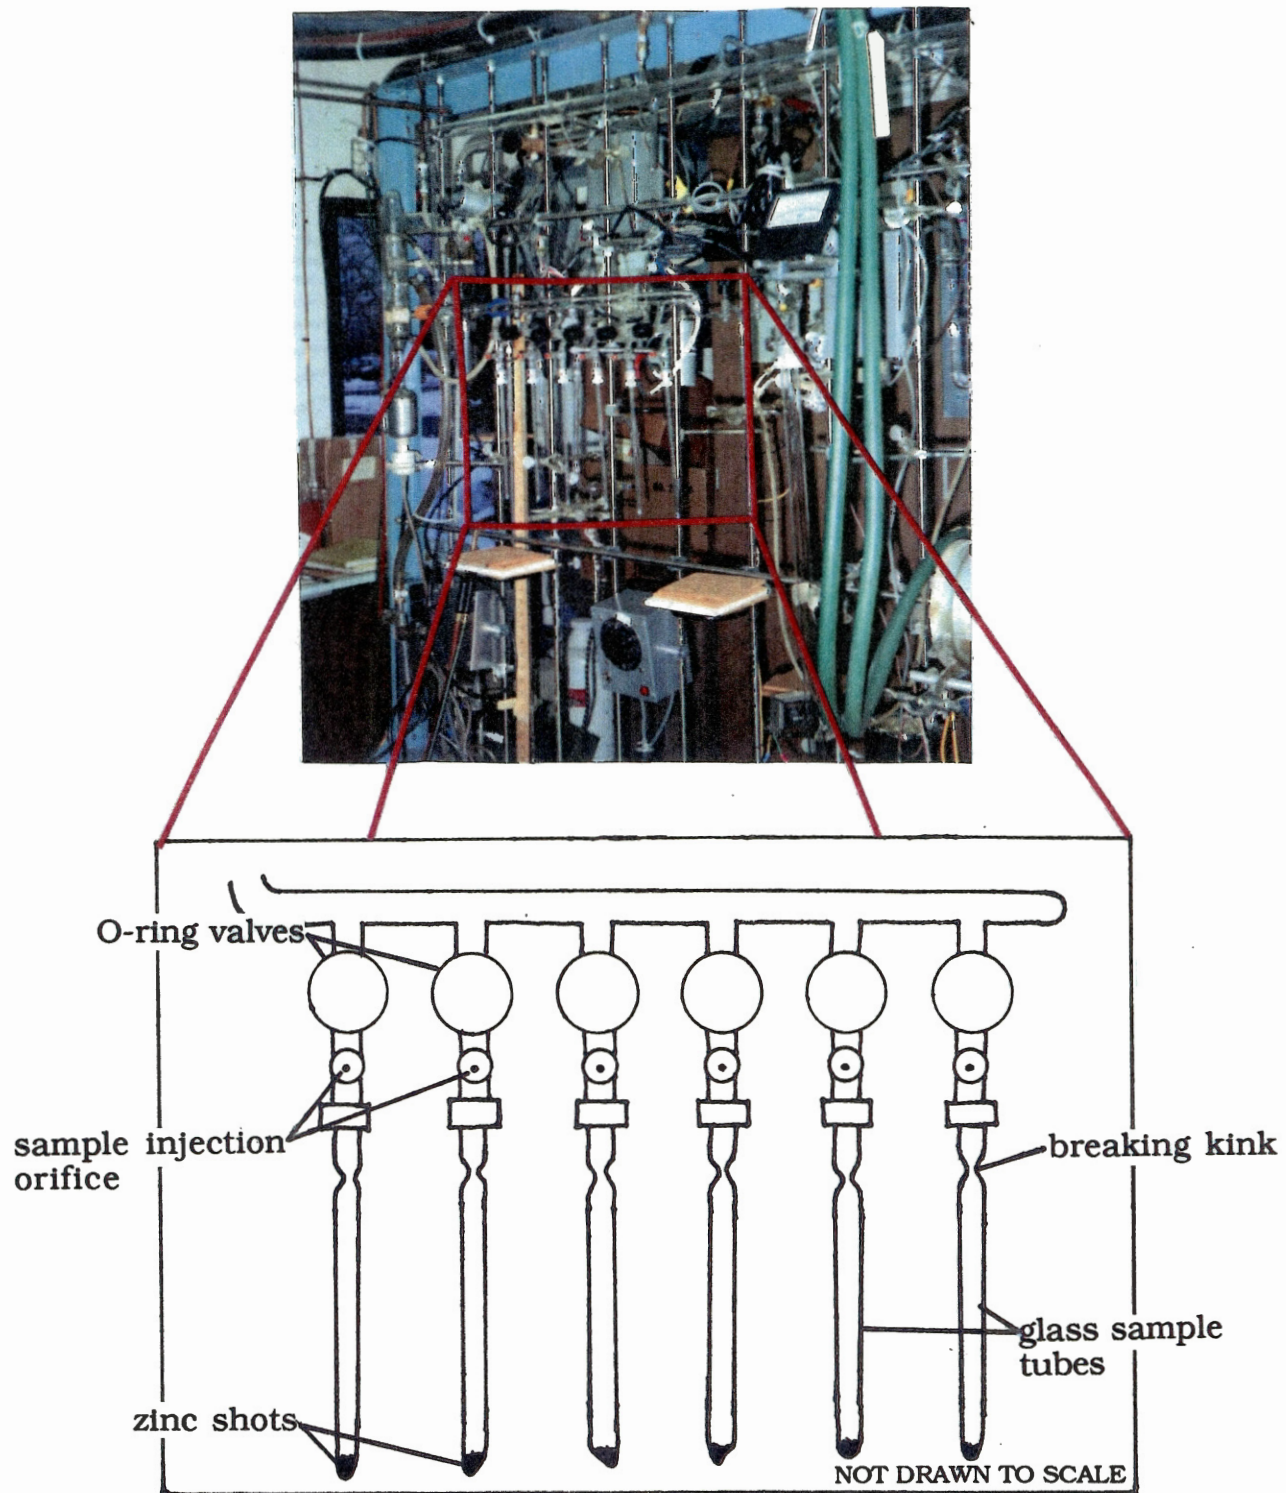 O-ring valves
sample injection
orifice
breaking kink
glass sample
tubes
zinc shots
NOT DRAWN TO SCALE